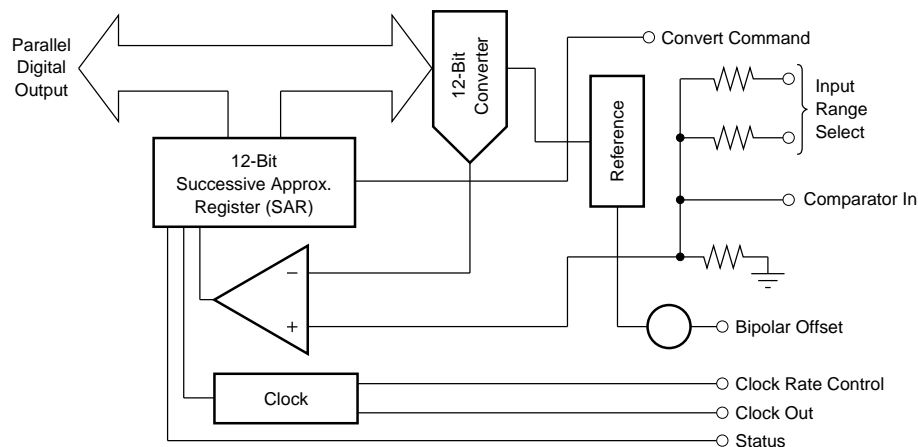 Parallel
Digital
Output
12-Bit
Converter
Convert Command
Input
Range
Select
Reference
12-Bit
Successive Approx.
Register (SAR)
Comparator In
−
+
Bipolar Offset
Clock
Clock Rate Control
Clock Out
Status